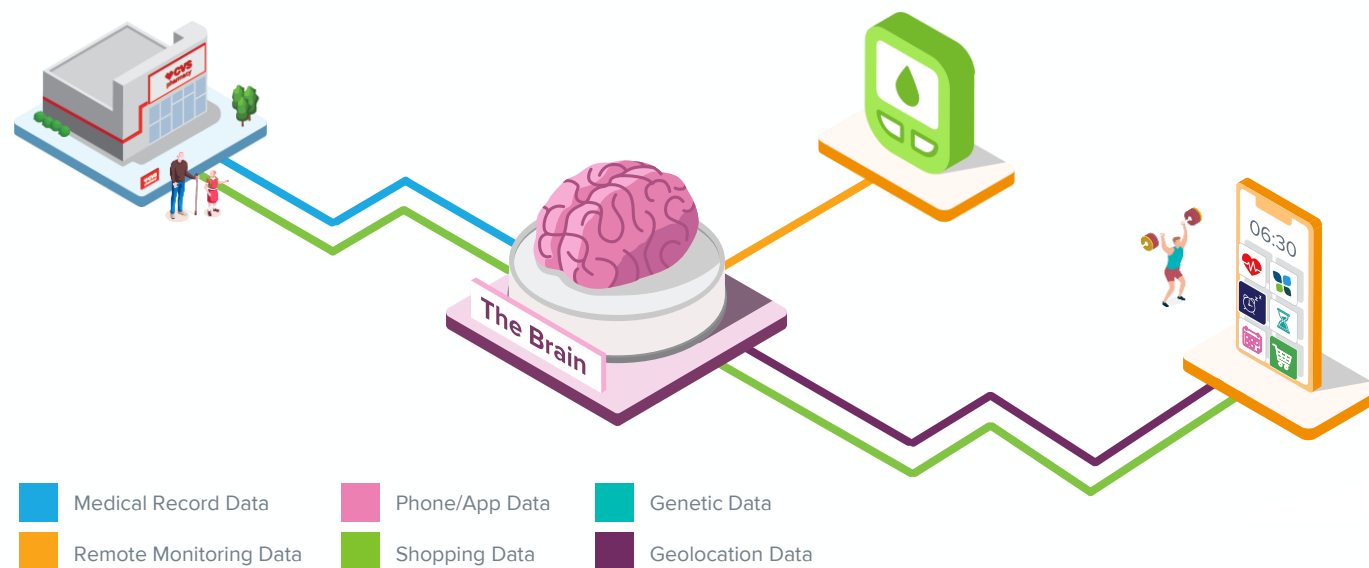 CVS
pharmacy
The Brain
06:30
Medical Record Data
Phone/App Data
Genetic Data
Remote Monitoring Data
Shopping Data
Geolocation Data